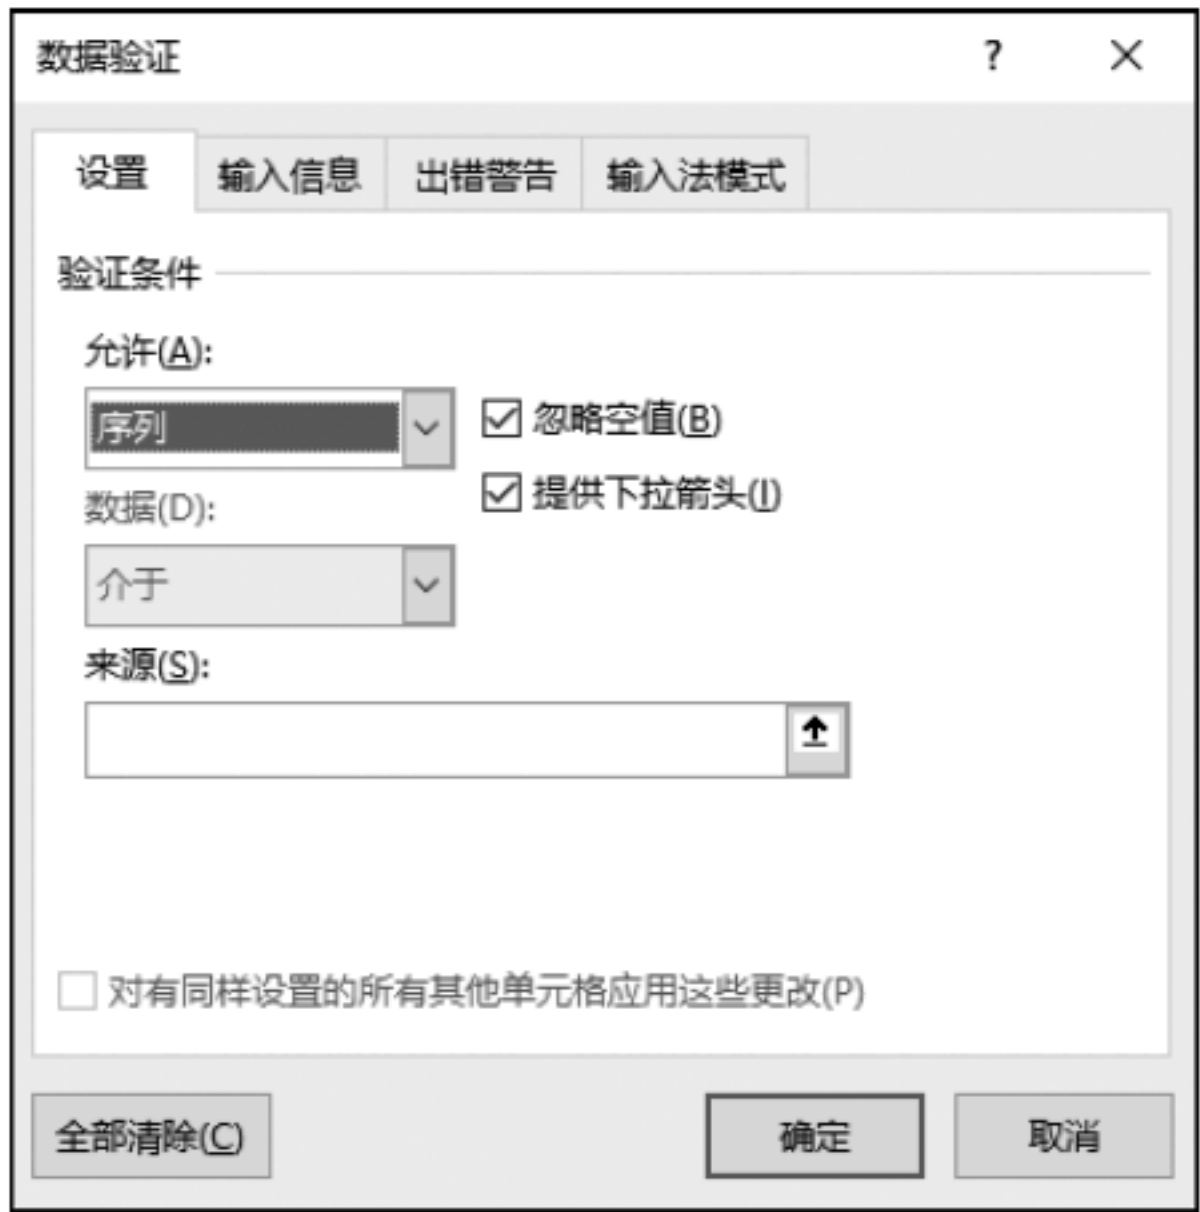 数据验证 ?
设置 输入信息 出错警告 输入法模式
验证条件
允许(A):
序列 忽略空值(B)
提供下拉箭头(I)
数据(D):
介于
来源(S):
对有同样设置的所有其他单元格应用这些更改(P)
全部清除(C) 确定 取消